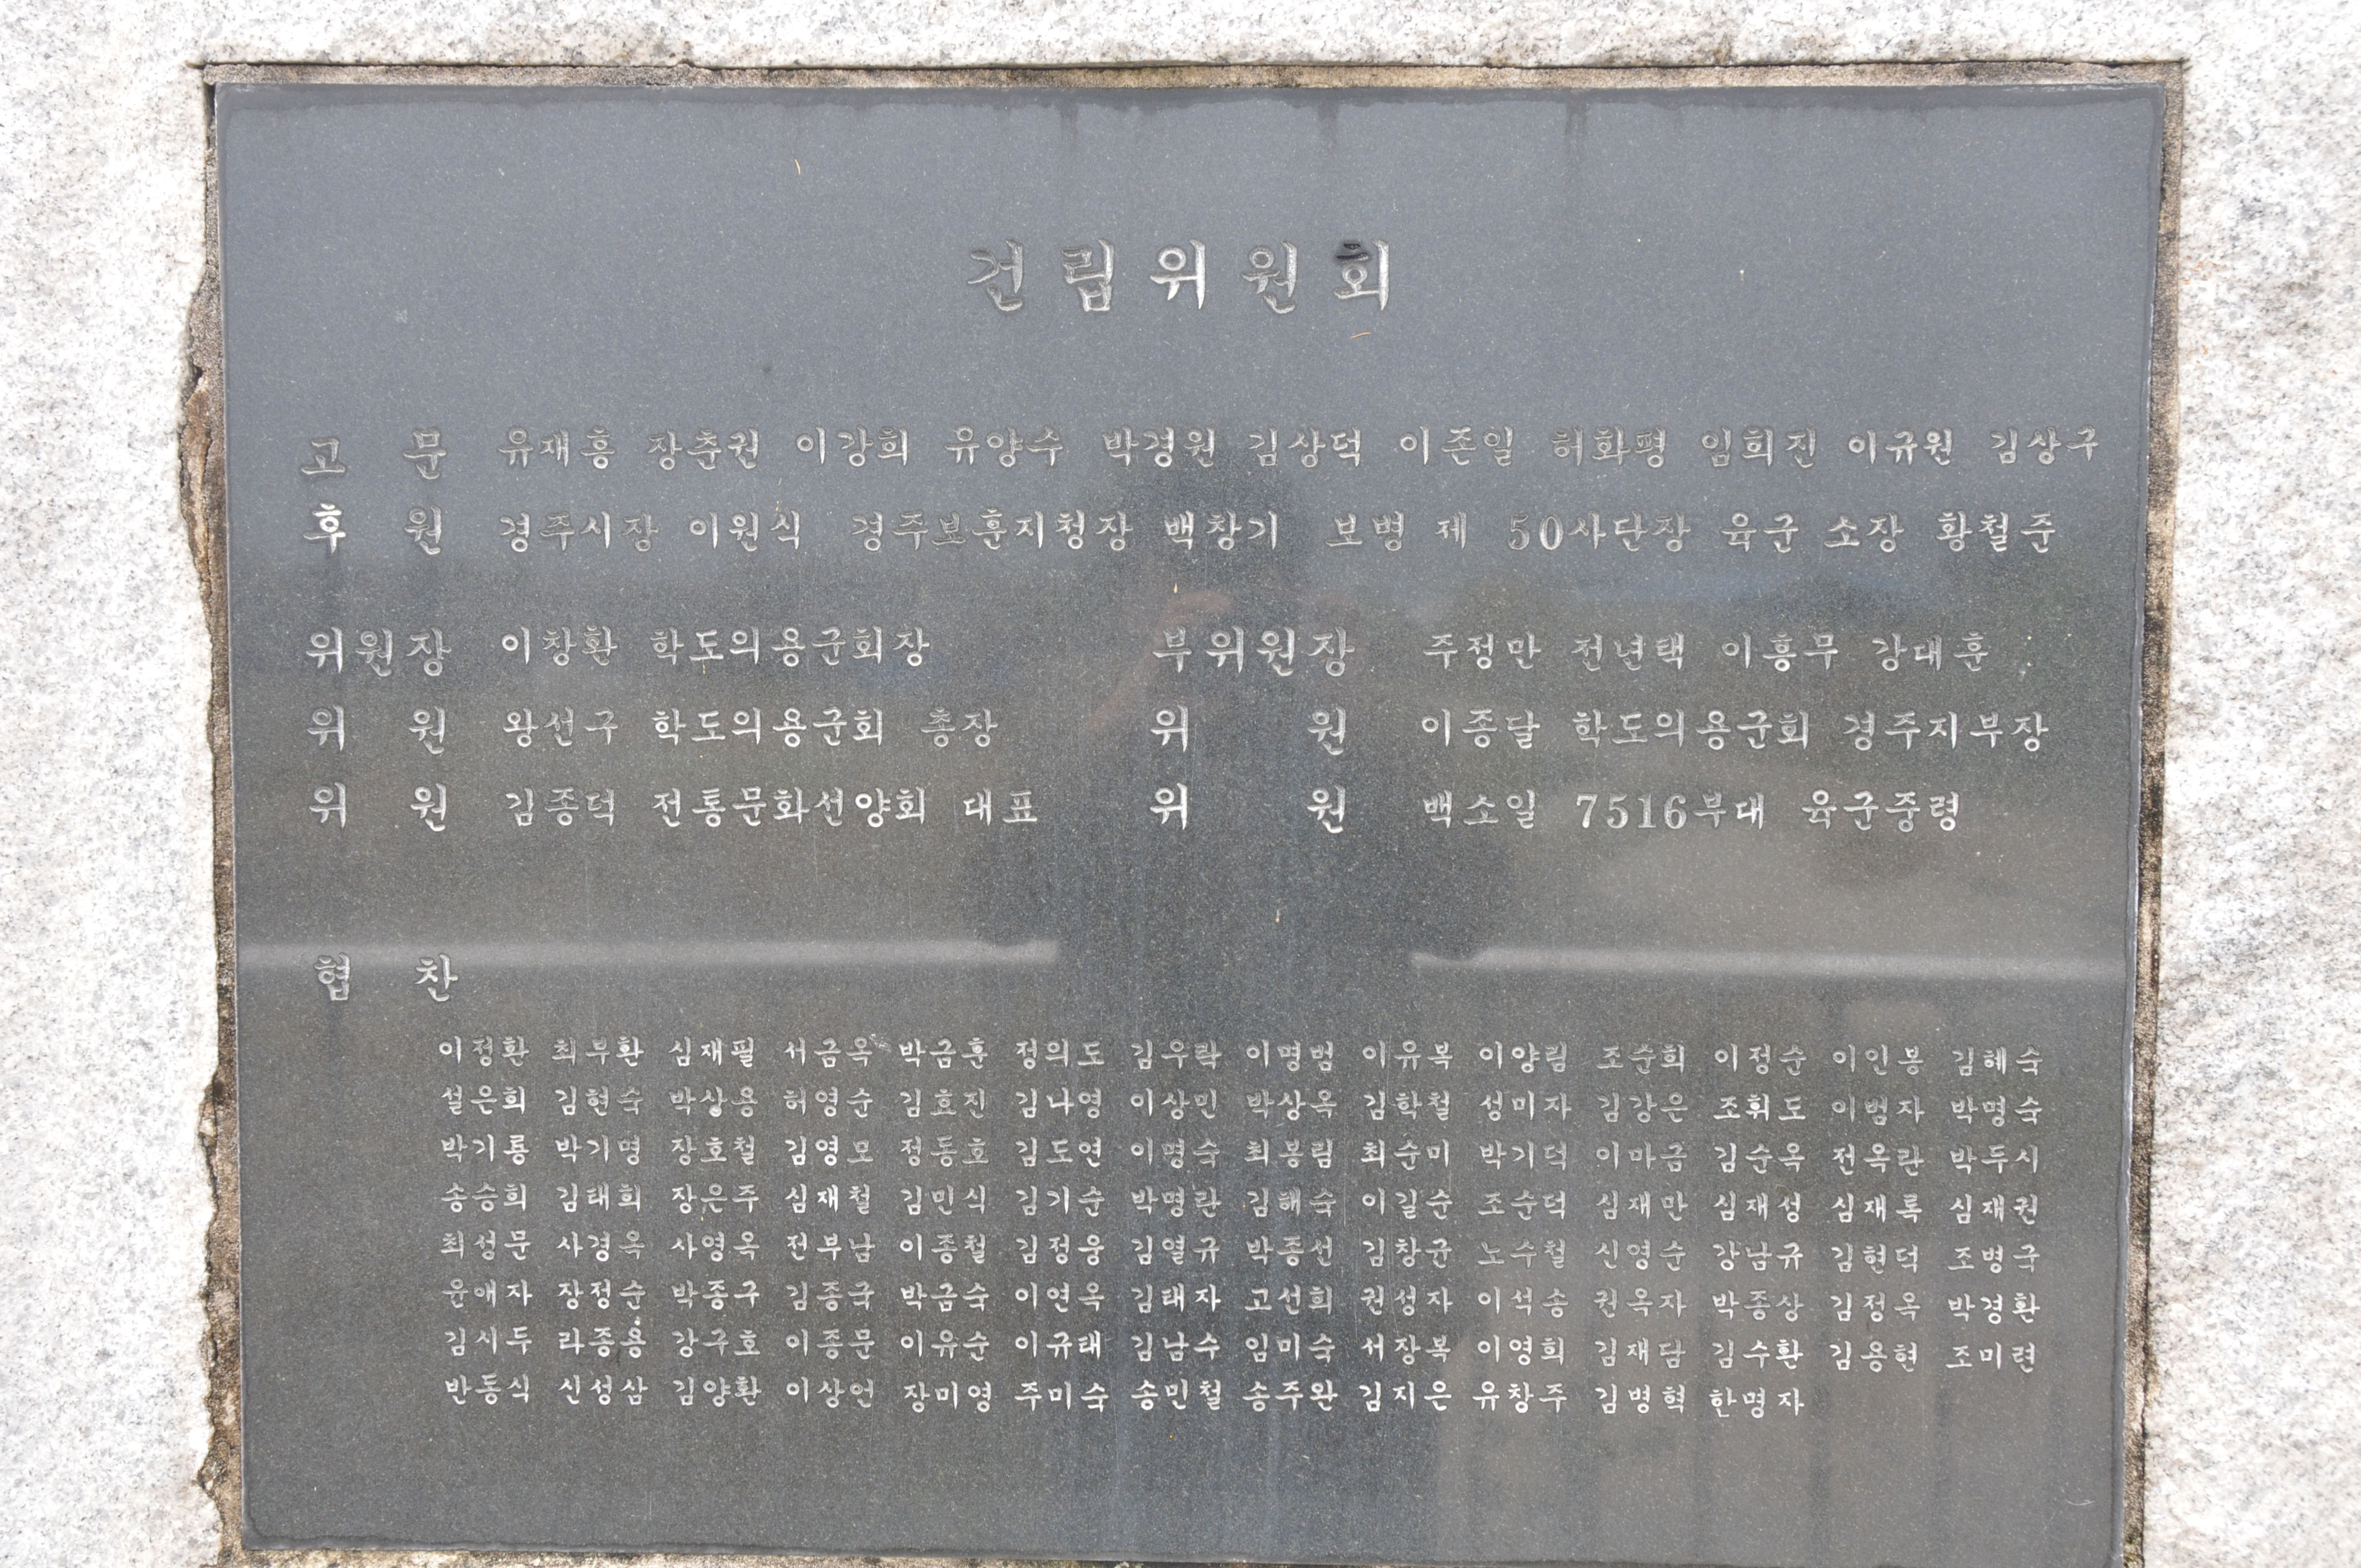 건립위원회
고 문 유재흥 장춘권 이강희 유양수 박경원 김상덕 이존일 허화평 임희진 이규원 김상구
후 원 경주시장 이원식 경주보훈지청장 백창기 보병 제 50사단장 육군 소장 황철준
위원장 이창환 학도의용군회장 부위원장 주정만 전년택 이흥무 강대훈
위 원 왕선구 학도의용군회 총장 위 원 이종달 학도의용군회 경주지부장
위 원 김종덕 전통문화선양회 대표 위 원 백소일 7516부대 육군중령
협 찬
이정환 최부환 심재필 서금옥 박금훈 정의도 김우락 이명범 이유복 이양림 조순희 이정순 이인봉 김혜숙
설은희 김현숙 박상용 허영순 김효진 김나영 이상민 박상옥 김학철 성미자 김강은 조휘도 이범자 박명숙
박기룡 박기명 장호철 김영모 정동호 김도연 이명숙 최봉림 최순미 박기덕 이마금 김순옥 전옥란 박두시
송승희 김태희 장은주 심재철 김민식 김기순 박명란 김해숙 이길순 조순덕 심재만 심재성 심재록 심재권
최성문 사경옥 사영옥 전부남 이종철 김정웅 김열규 박종선 김창균 노수철 신영순 강남규 김현덕 조병국
윤애자 장정순 박종구 김종국 박금숙 이연옥 김태자 고선희 권성자 이석송 권옥자 박종상 김정옥 박경환
김시두 라종용 강구호 이종문 이유순 이규태 김남수 임미숙 서장복 이영희 김재담 김수환 김용현 조미련
반동식 신성삼 김양환 이상언 장미영 주미숙 송민철 송주완 김지은 유창주 김병혁 한명자